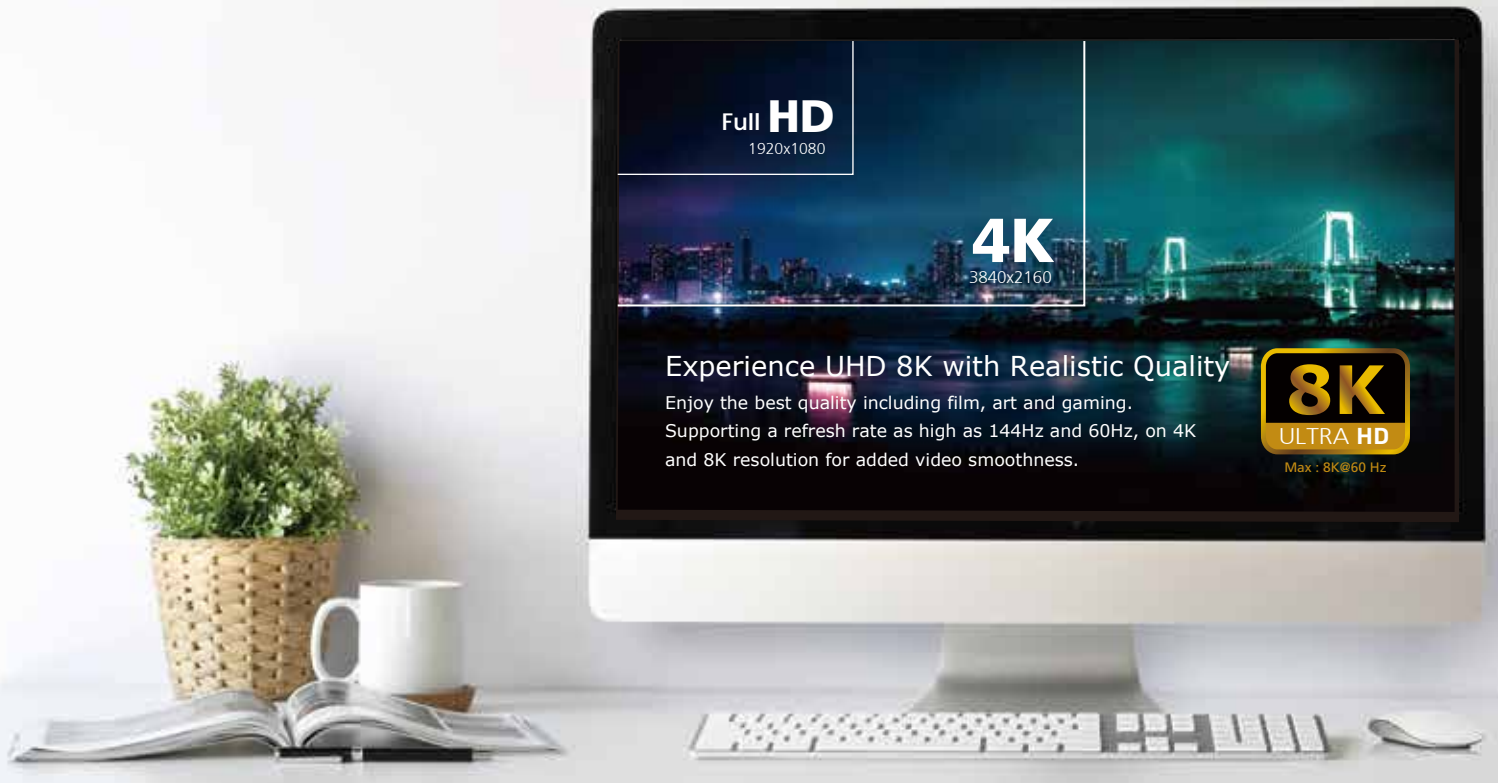 Full HD
1920x1080
4K
3840x2160
Experience UHD 8K with Realistic Quality
Enjoy the best quality including film, art and gaming.
Supporting a refresh rate as high as 144Hz and 60Hz, on 4K
and 8K resolution for added video smoothness.
8K
ULTRA HD
Max : 8K@60 Hz